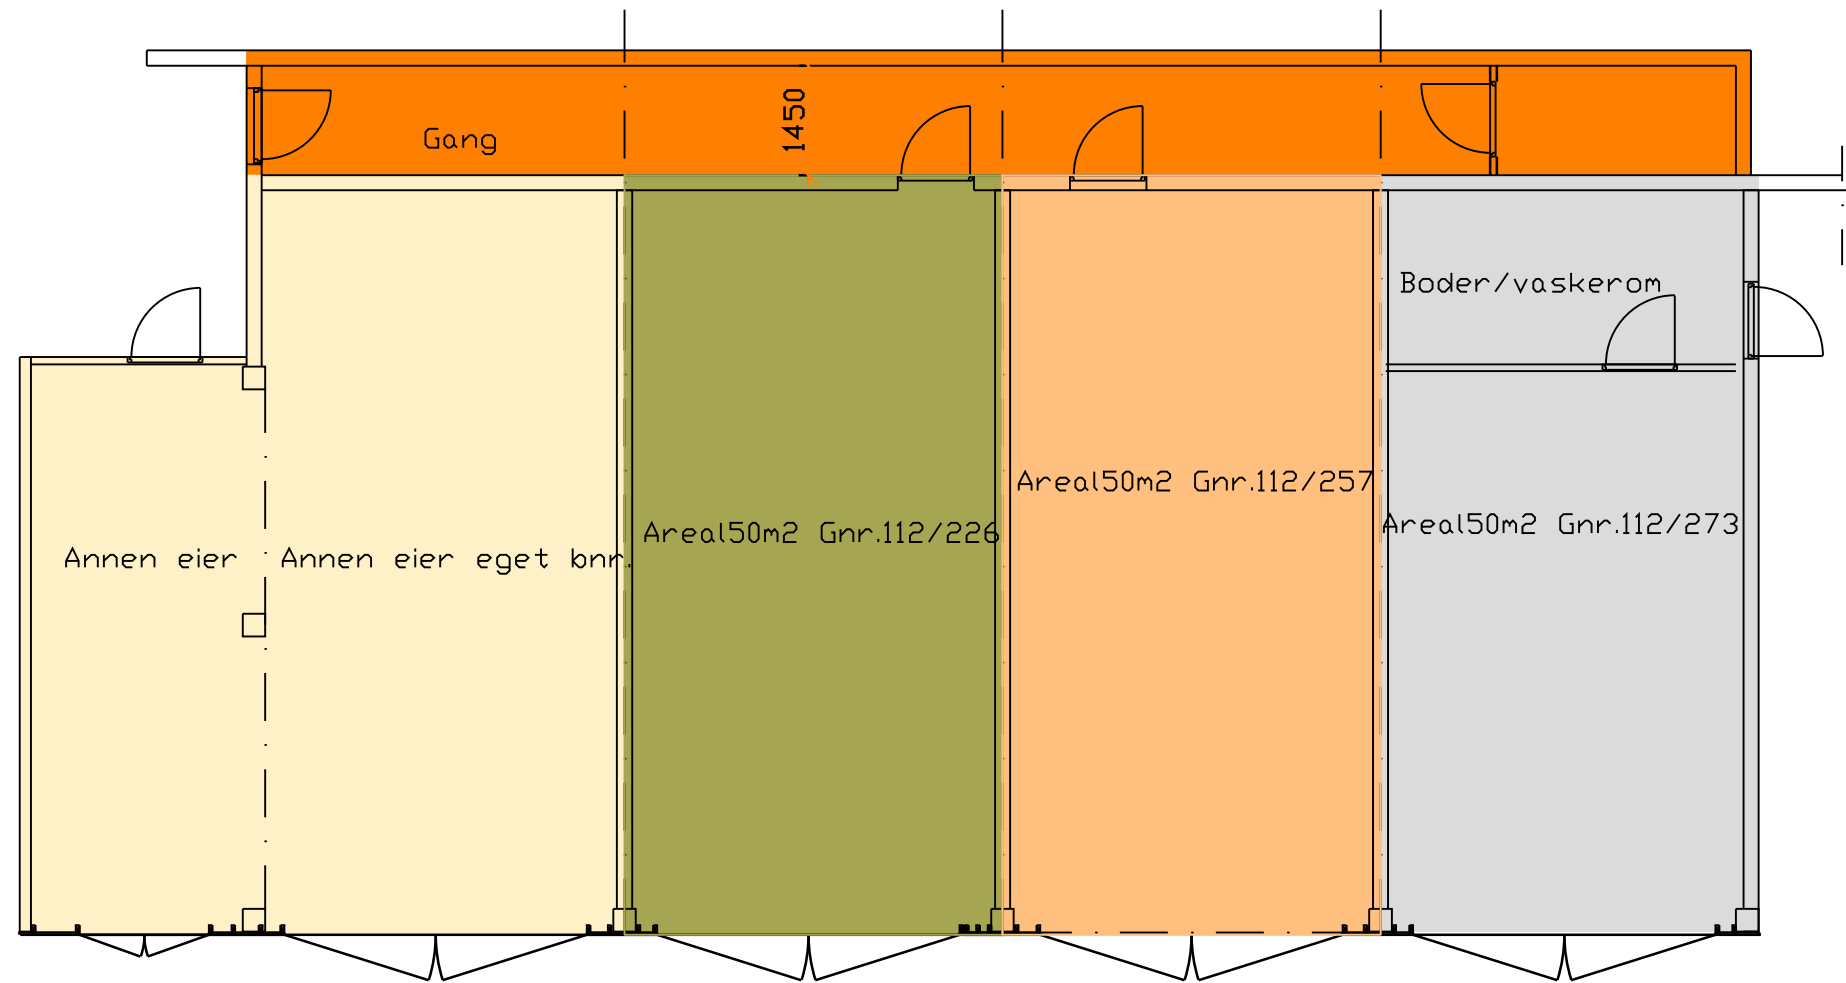 Gang
1450
Boder/vaskerom
Areal50m2 Gnr.112/257
Areal50m2 Gnr.112/226
Areal50m2 Gnr.112/273
Annen eier
Annen eier eget bnr.